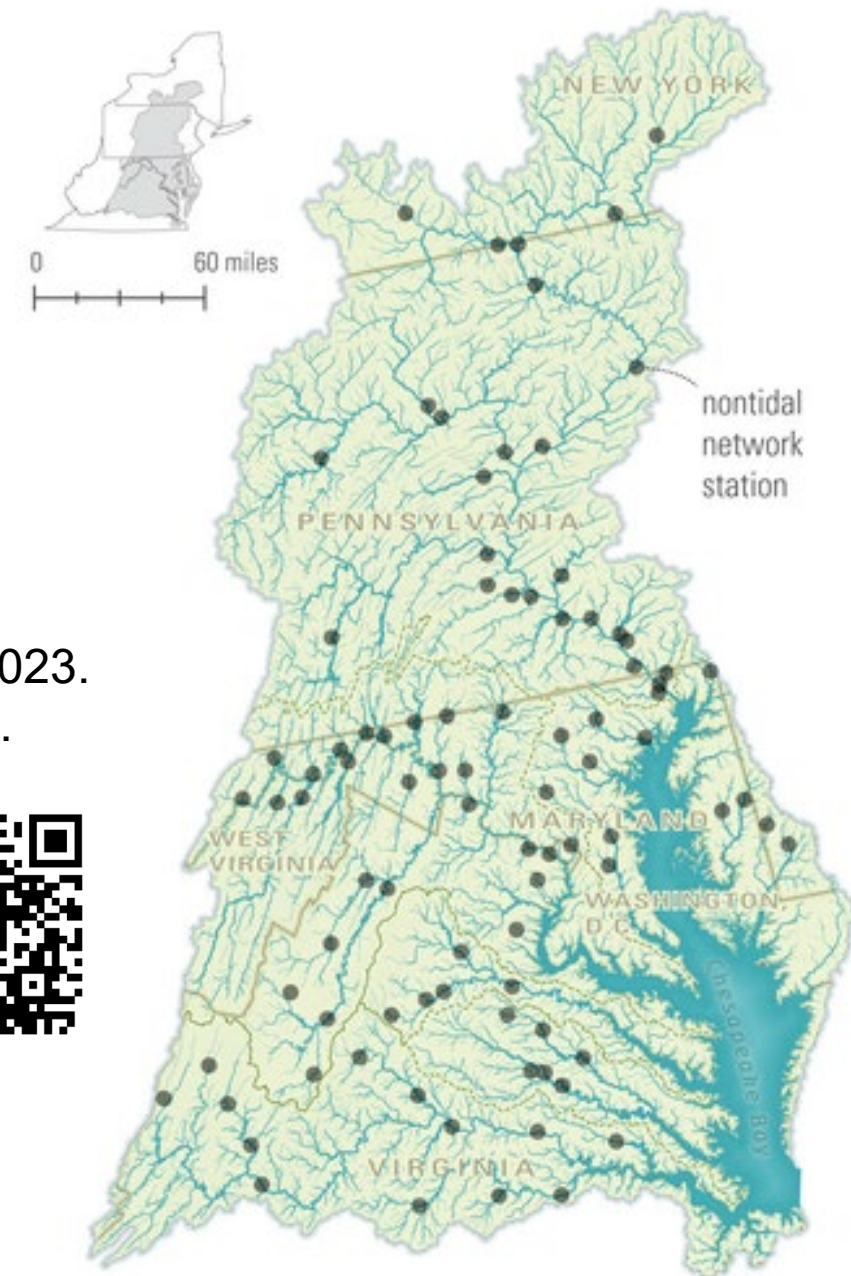 NEW YORK
0 60 miles
nontidal
network
station
PENNSYLVANIA
023.
.
MARYLAND
WEST
VIRGINIA
WASHINGTON,
D.C.
Chesapeake Bay
VIRGINIA